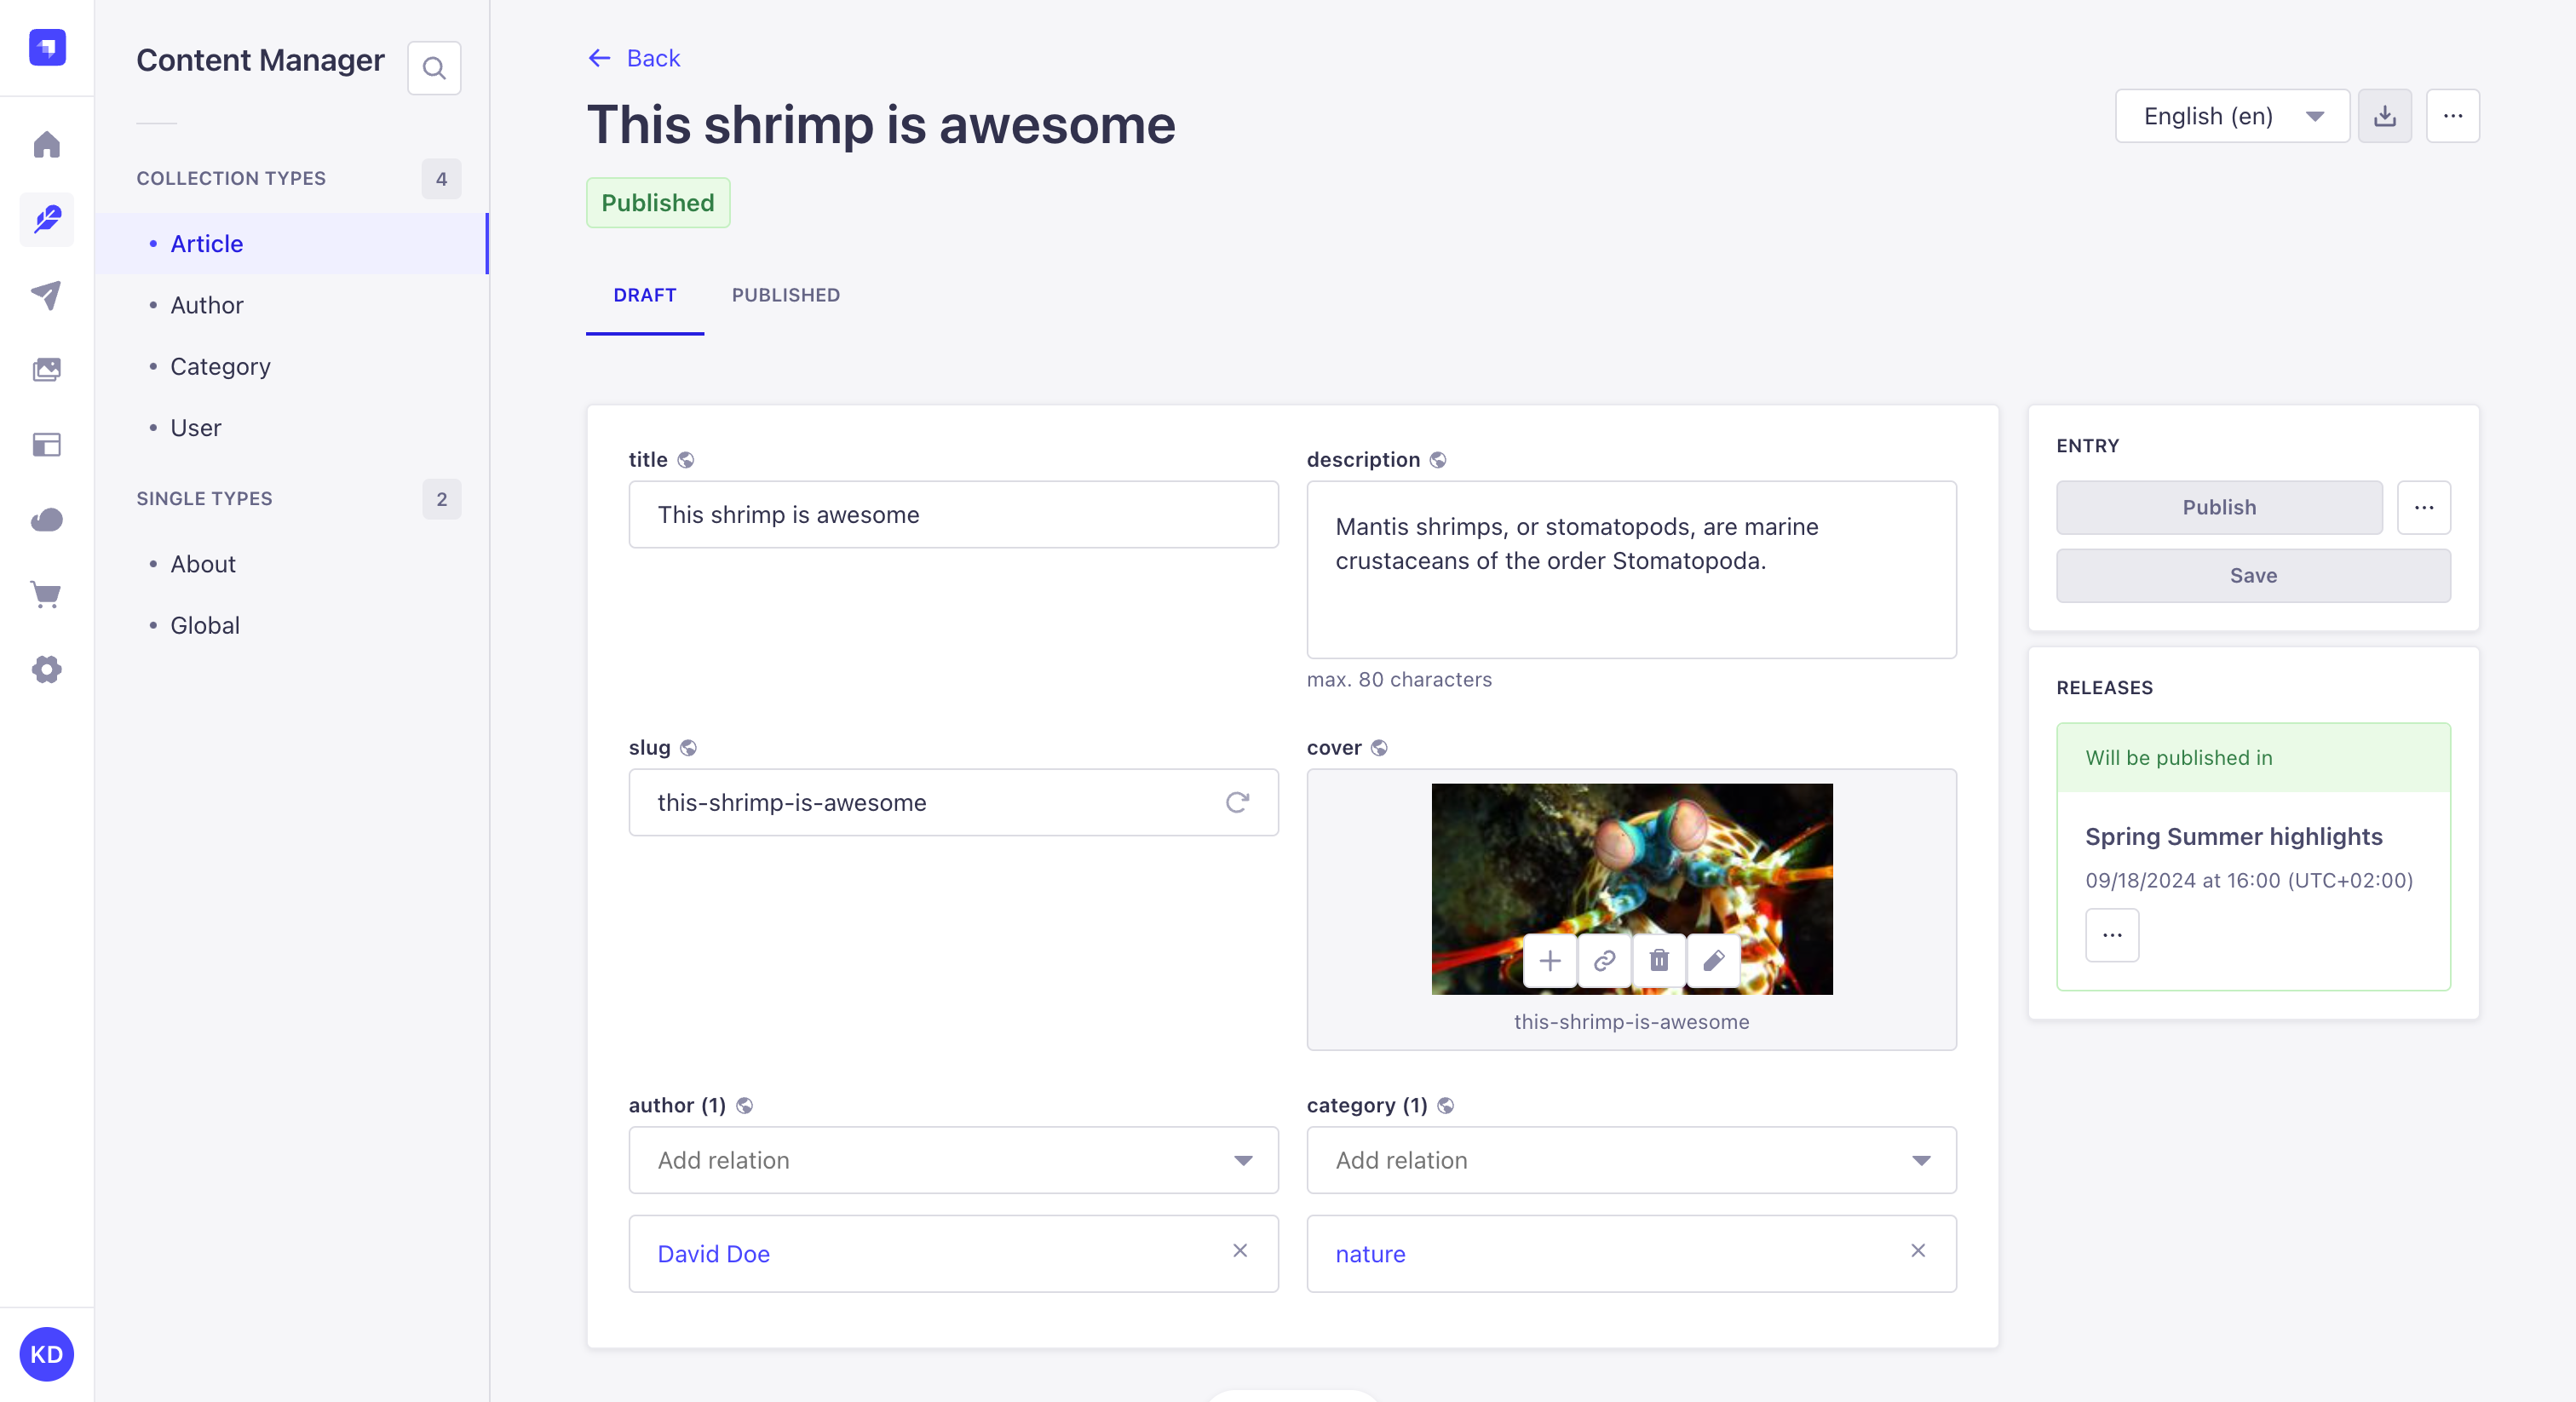 Content Manager
COLLECTION TYPES 4
Article
Author
Category
User
SINGLE TYPES 2
About
Global
KD
Back
This shrimp is awesome
English (en)
Published
DRAFT PUBLISHED
title
This shrimp is awesome
description
Mantis shrimps, or stomatopods, are marine
crustaceans of the order Stomatopoda.
max. 80 characters
slug
this-shrimp-is-awesome
cover
this-shrimp-is-awesome
author (1)
Add relation
David Doe
category (1)
Add relation
nature
ENTRY
Publish
Save
RELEASES
Will be published in
Spring Summer highlights
09/18/2024 at 16:00 (UTC+02:00)